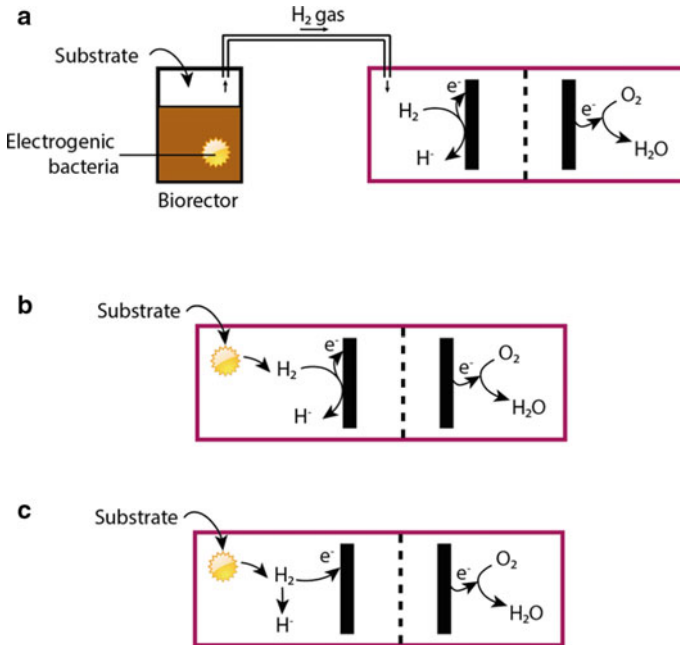 a
H₂ gas
Substrate
Electrogenic
bacteria
Biorector
H₂
e⁻
H⁻
e⁻
O₂
H₂O
b
Substrate
H₂
e⁻
H⁻
e⁻
O₂
H₂O
c
Substrate
H₂
e⁻
H⁻
e⁻
O₂
H₂O